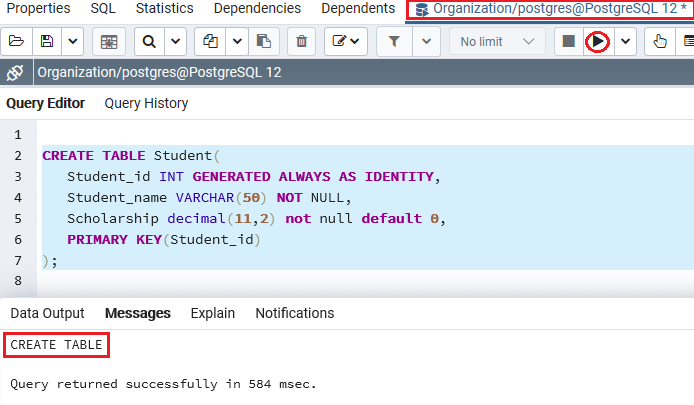 Properties SQL Statistics Dependencies Dependents Organization/postgres@PostgreSQL 12 *
No limit
Organization/postgres@PostgreSQL 12
Query Editor Query History
1
2 CREATE TABLE Student(
3 Student_id INT GENERATED ALWAYS AS IDENTITY,
4 Student_name VARCHAR(50) NOT NULL,
5 Scholarship decimal(11,2) not null default 0,
6 PRIMARY KEY(Student_id)
7 );
8
Data Output Messages Explain Notifications
CREATE TABLE
Query returned successfully in 584 msec.